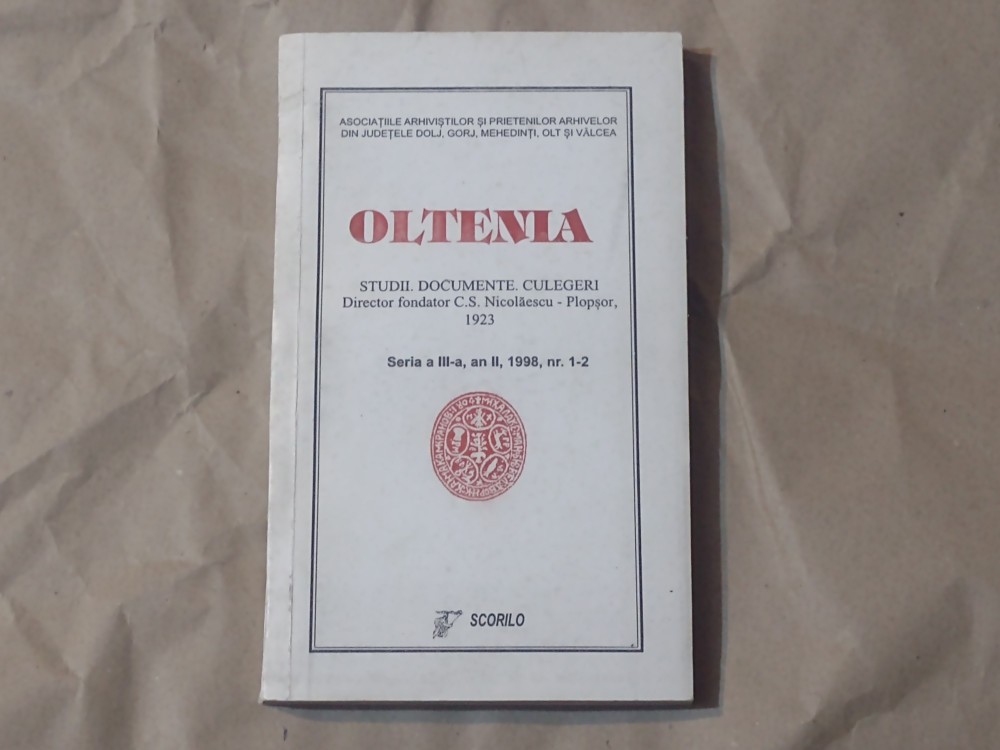 ASOCIAȚIILE ARHIVIȘTILOR ȘI PRIETENILOR ARHIVELOR
DIN JUDEȚELE DOLJ, GORJ, MEHEDINȚI, OLT ȘI VÂLCEA
OLTENIA
STUDII. DOCUMENTE. CULEGERI
Director fondator C.S. Nicolăescu - Plopșor,
1923
Seria a III-a, an II, 1998, nr. 1-2
SCORILO